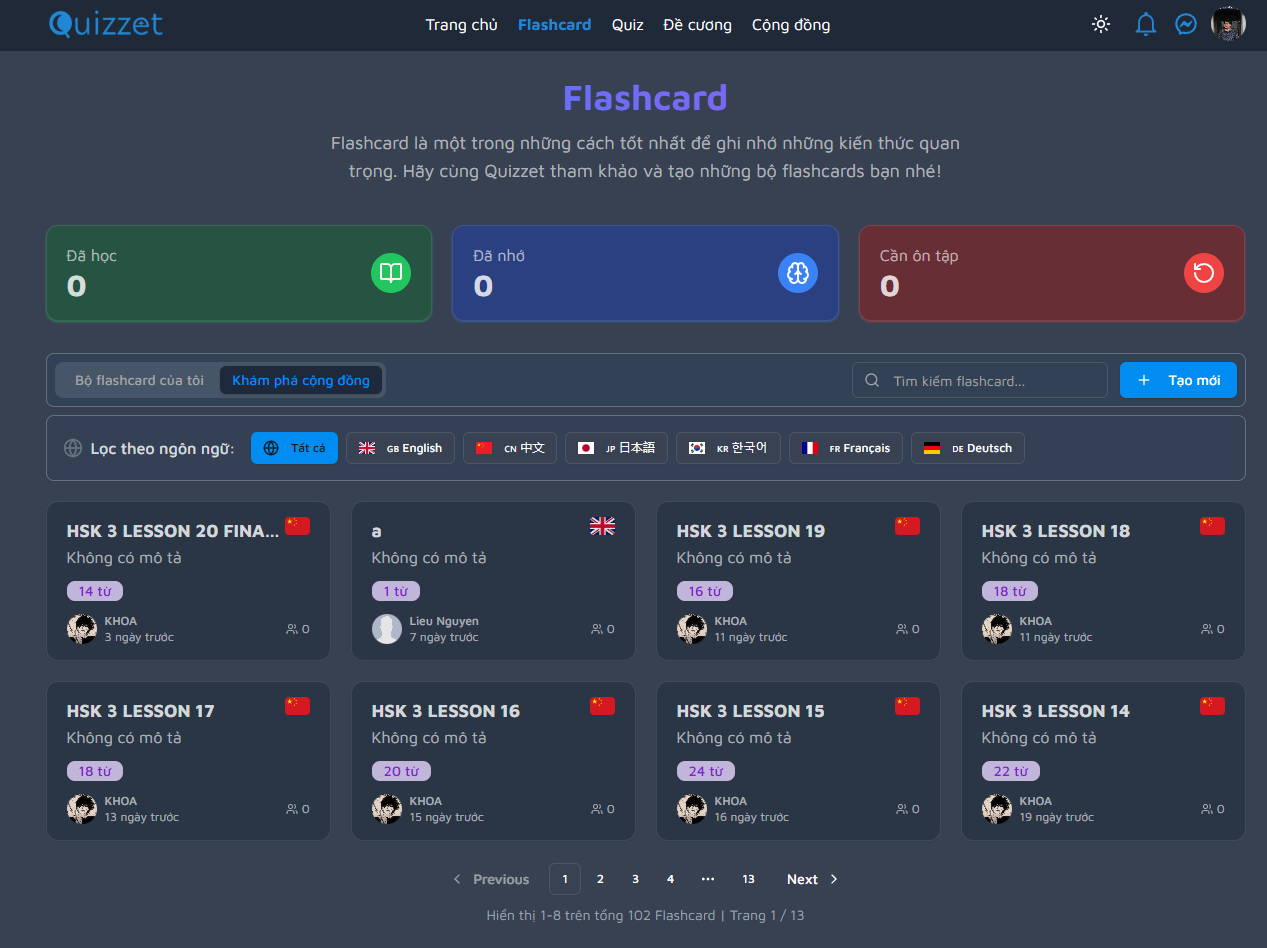 Quizzet
Trang chủ Flashcard Quiz Đề cương Cộng đồng
Flashcard
Flashcard là một trong những cách tốt nhất để ghi nhớ những kiến thức quan
trọng. Hãy cùng Quizzet tham khảo và tạo những bộ flashcards bạn nhé!
Đã học
0
Đã nhớ
0
Cần ôn tập
0
Bộ flashcard của tôi Khám phá cộng đồng Tìm kiếm flashcard... Tạo mới
Lọc theo ngôn ngữ: Tất cả GB English CN 中文 JP 日本語 KR 한국어 FR Français DE Deutsch
HSK 3 LESSON 20 FINA...
Không có mô tả
14 từ
KHOA
3 ngày trước 0
a
Không có mô tả
1 từ
Lieu Nguyen
7 ngày trước 0
HSK 3 LESSON 19
Không có mô tả
16 từ
KHOA
11 ngày trước 0
HSK 3 LESSON 18
Không có mô tả
18 từ
KHOA
11 ngày trước 0
HSK 3 LESSON 17
Không có mô tả
18 từ
KHOA
13 ngày trước 0
HSK 3 LESSON 16
Không có mô tả
20 từ
KHOA
15 ngày trước 0
HSK 3 LESSON 15
Không có mô tả
24 từ
KHOA
16 ngày trước 0
HSK 3 LESSON 14
Không có mô tả
22 từ
KHOA
19 ngày trước 0
Previous 1 2 3 4 ... 13 Next
Hiển thị 1-8 trên tổng 102 Flashcard | Trang 1 / 13